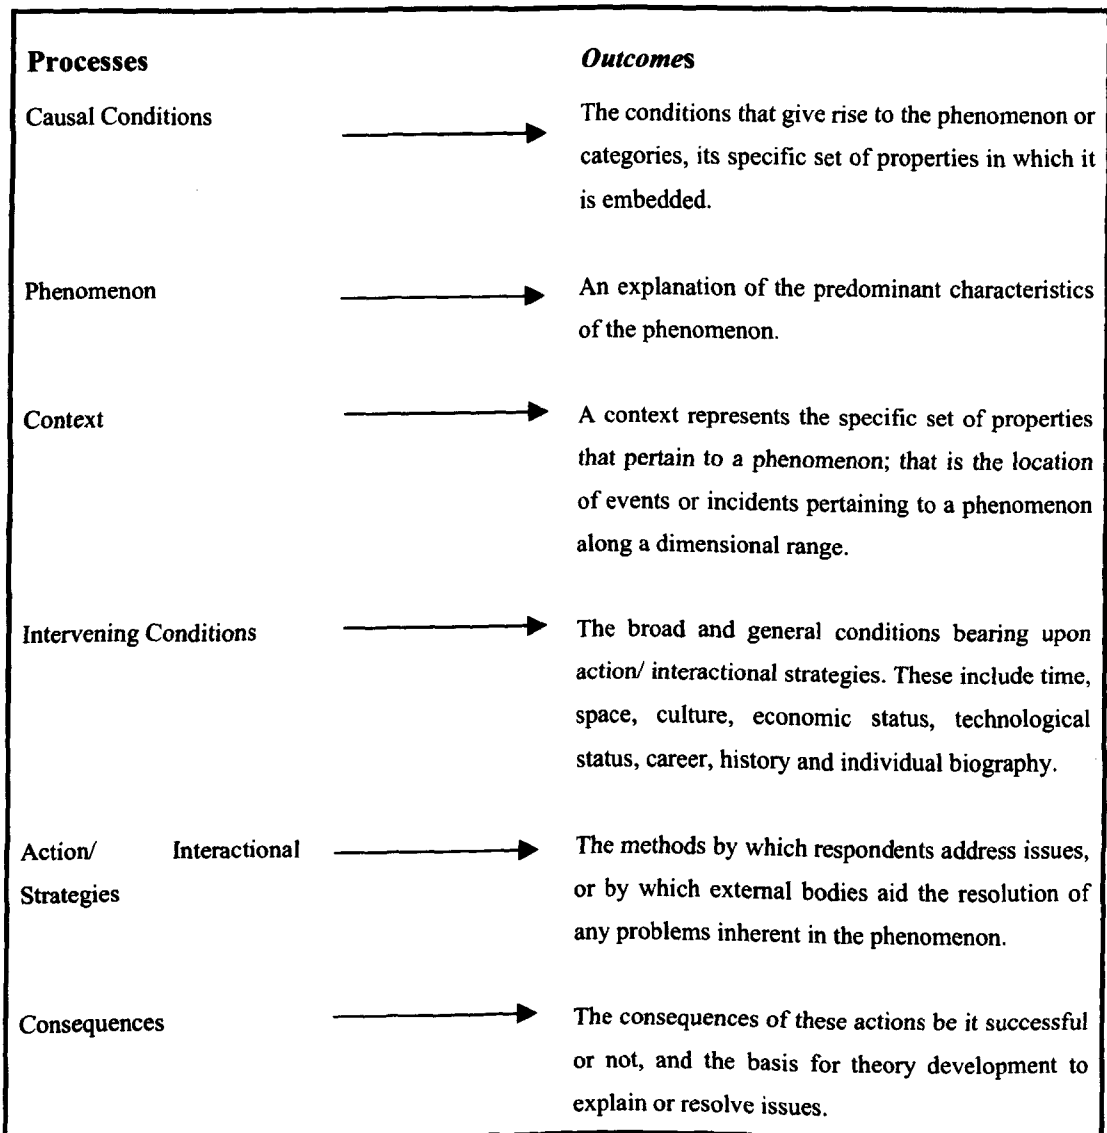 Processes
Outcomes
Causal Conditions
The conditions that give rise to the phenomenon or
categories, its specific set of properties in which it
is embedded.
Phenomenon
An explanation of the predominant characteristics
of the phenomenon.
Context
A context represents the specific set of properties
that pertain to a phenomenon; that is the location
of events or incidents pertaining to a phenomenon
along a dimensional range.
Intervening Conditions
The broad and general conditions bearing upon
action/ interactional strategies. These include time,
space, culture, economic status, technological
status, career, history and individual biography.
Action/ Interactional
Strategies
The methods by which respondents address issues,
or by which external bodies aid the resolution of
any problems inherent in the phenomenon.
Consequences
The consequences of these actions be it successful
or not, and the basis for theory development to
explain or resolve issues.